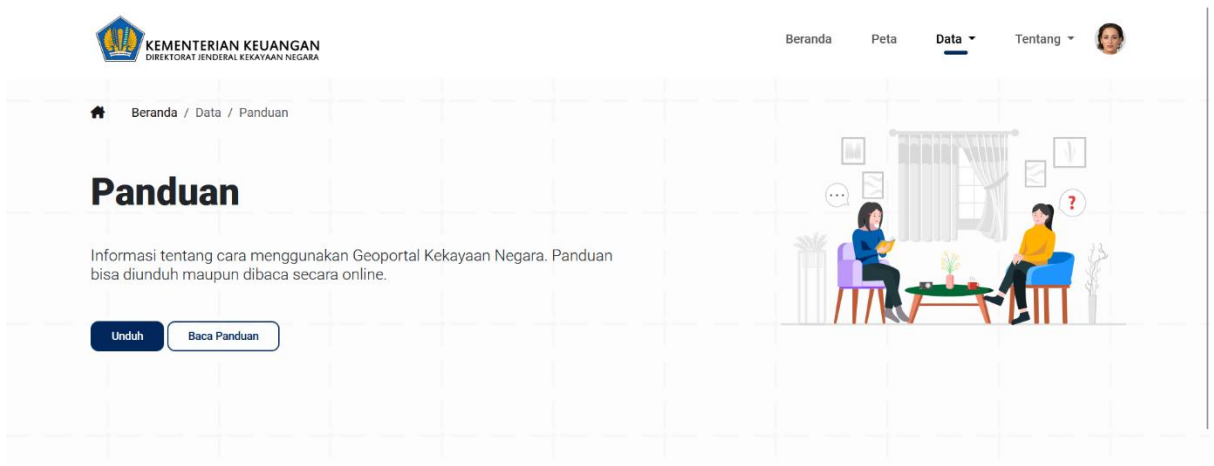 KEMENTERIAN KEUANGAN
DIREKTORAT JENDERAL KEKAYAAN NEGARA
Beranda Peta Data Tentang
Beranda / Data / Panduan
Panduan
Informasi tentang cara menggunakan Geoportal Kekayaan Negara. Panduan
bisa diunduh maupun dibaca secara online.
Unduh Baca Panduan
...
?